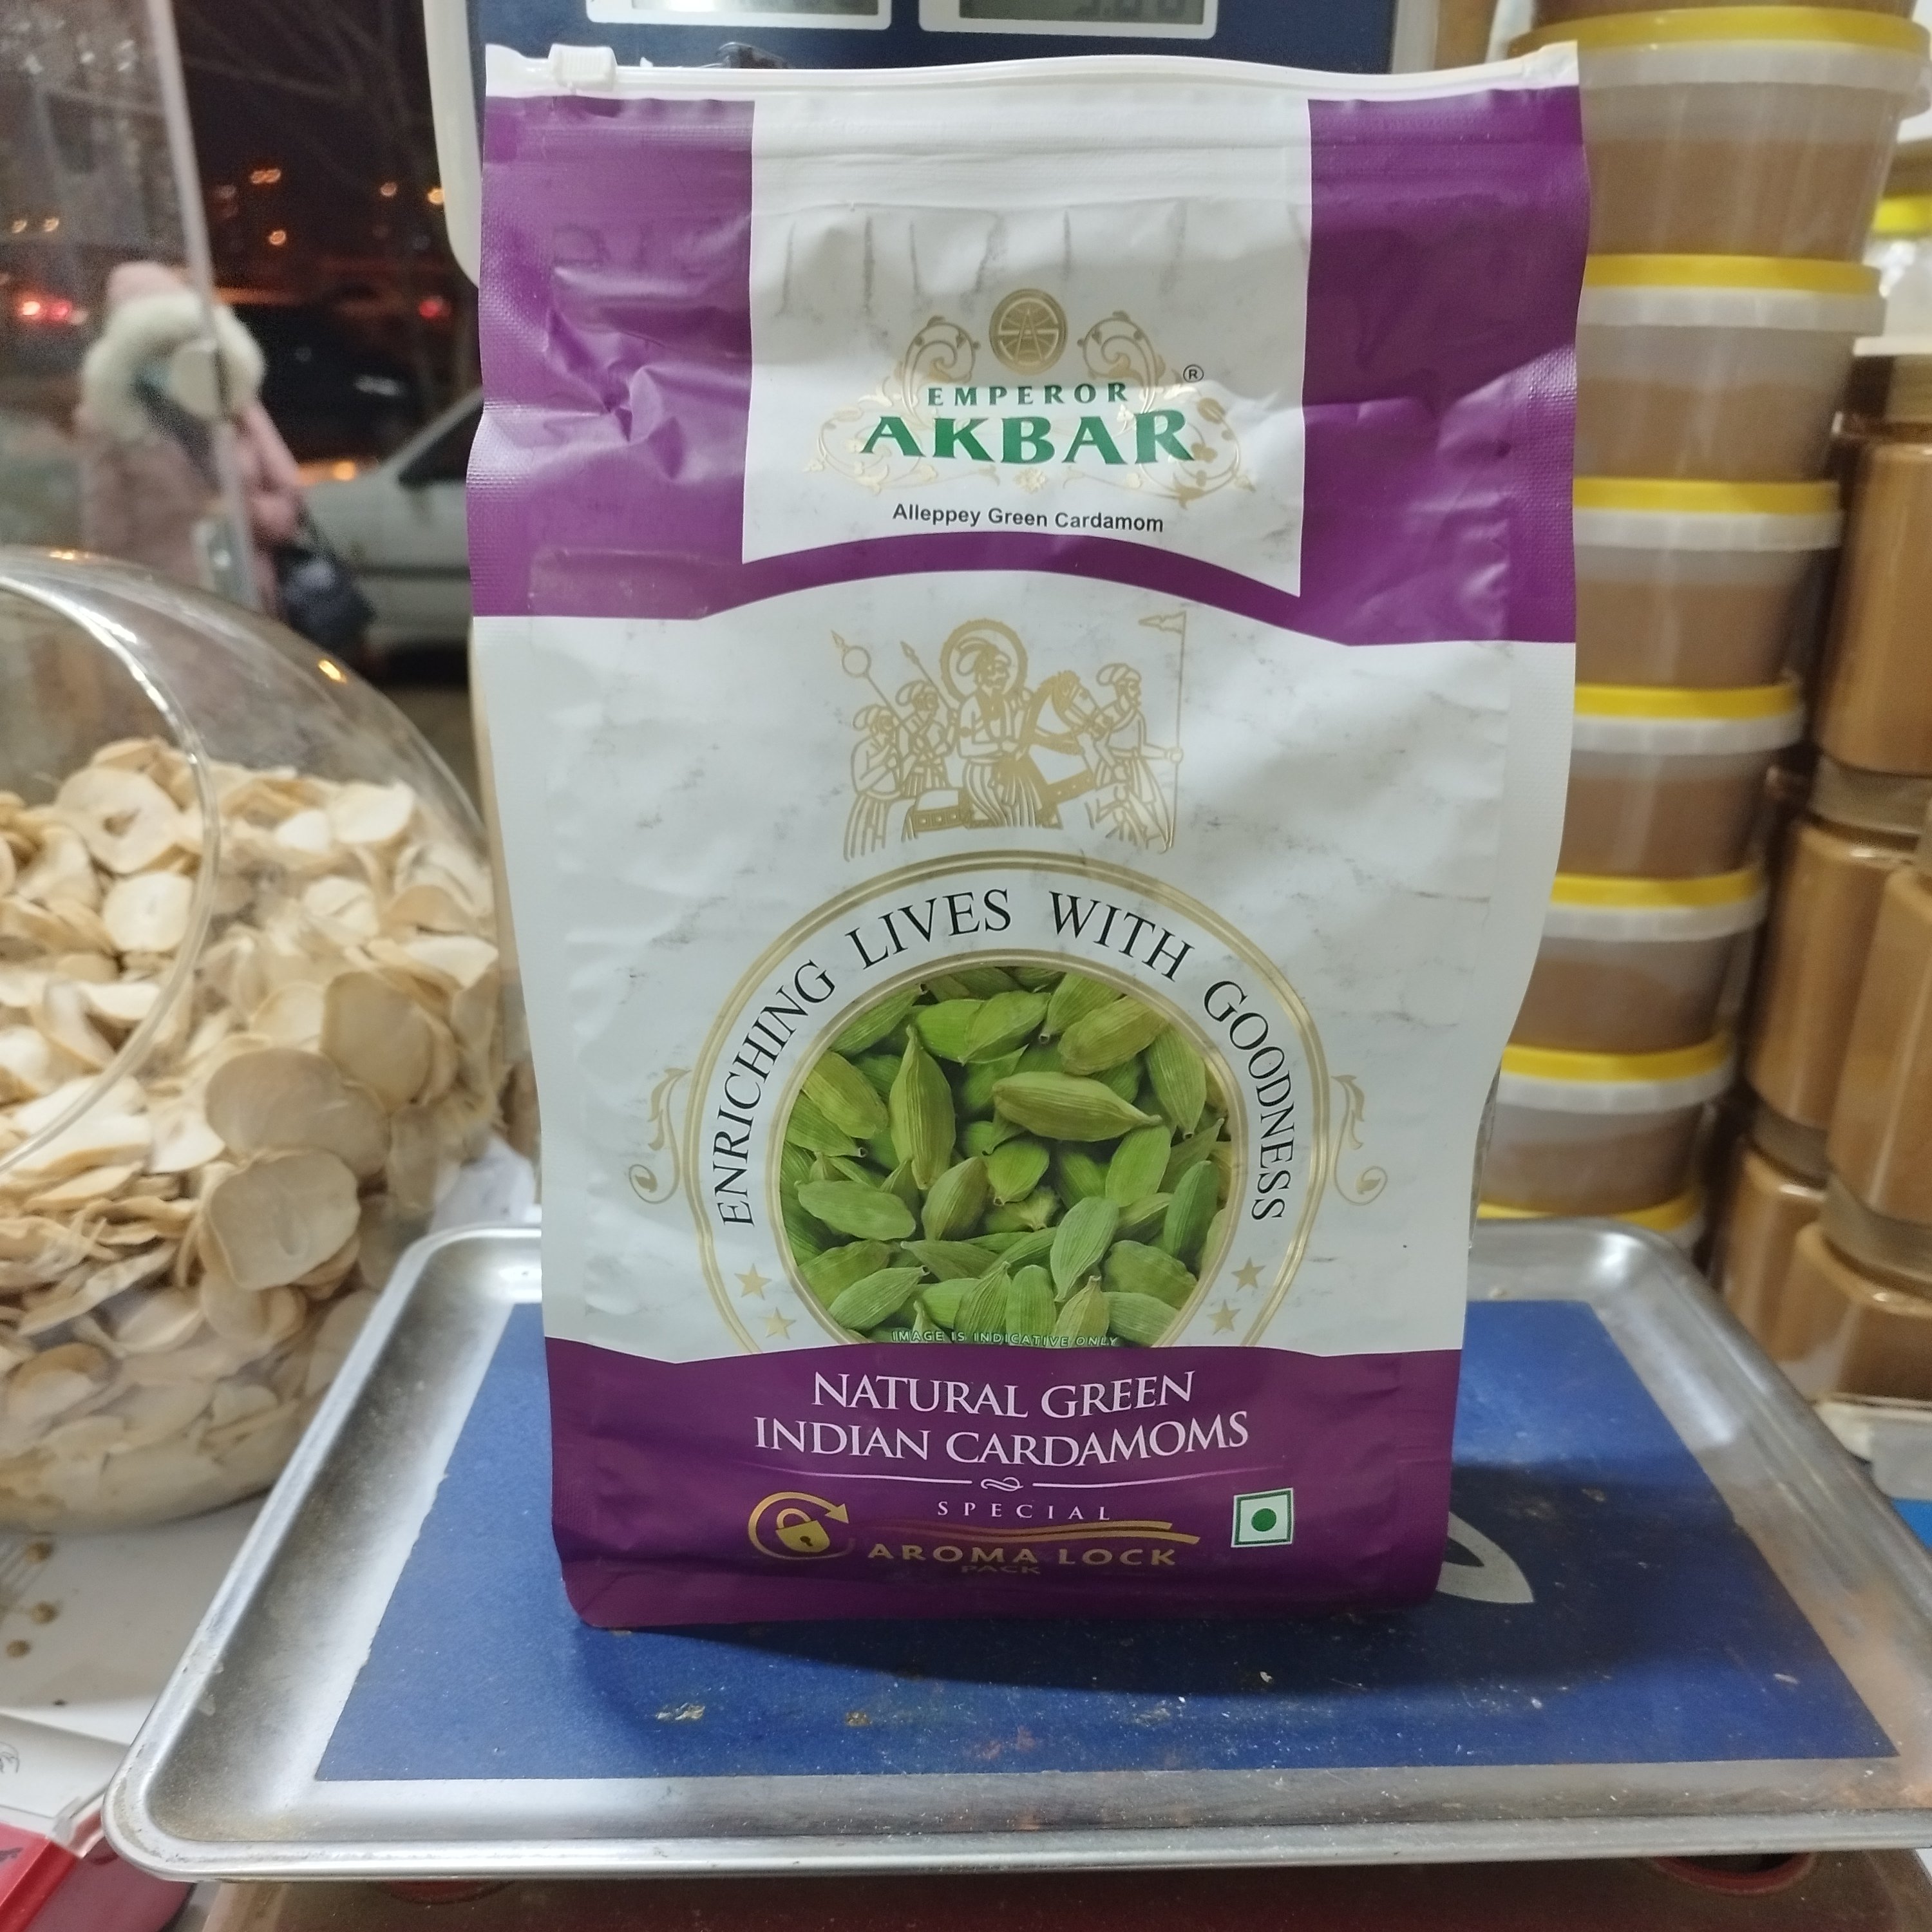 EMPEROR
AKBAR ®
Alleppey Green Cardamom
ENRICHING LIVES WITH GOODNESS
IMAGE IS INDICATIVE ONLY
NATURAL GREEN
INDIAN CARDAMOMS
SPECIAL
AROMA LOCK
PACK